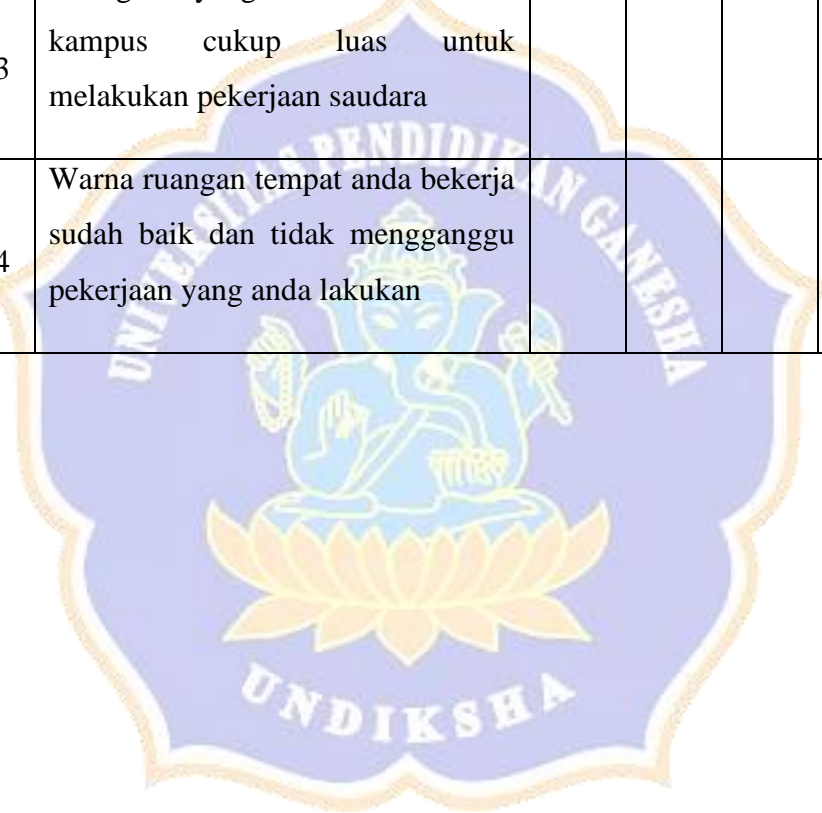 3
kampus cukup luas untuk
melakukan pekerjaan saudara
4
Warna ruangan tempat anda bekerja
sudah baik dan tidak mengganggu
pekerjaan yang anda lakukan
UNIVERSITAS PENDIDIKAN GANESHA
UNDIKSHA